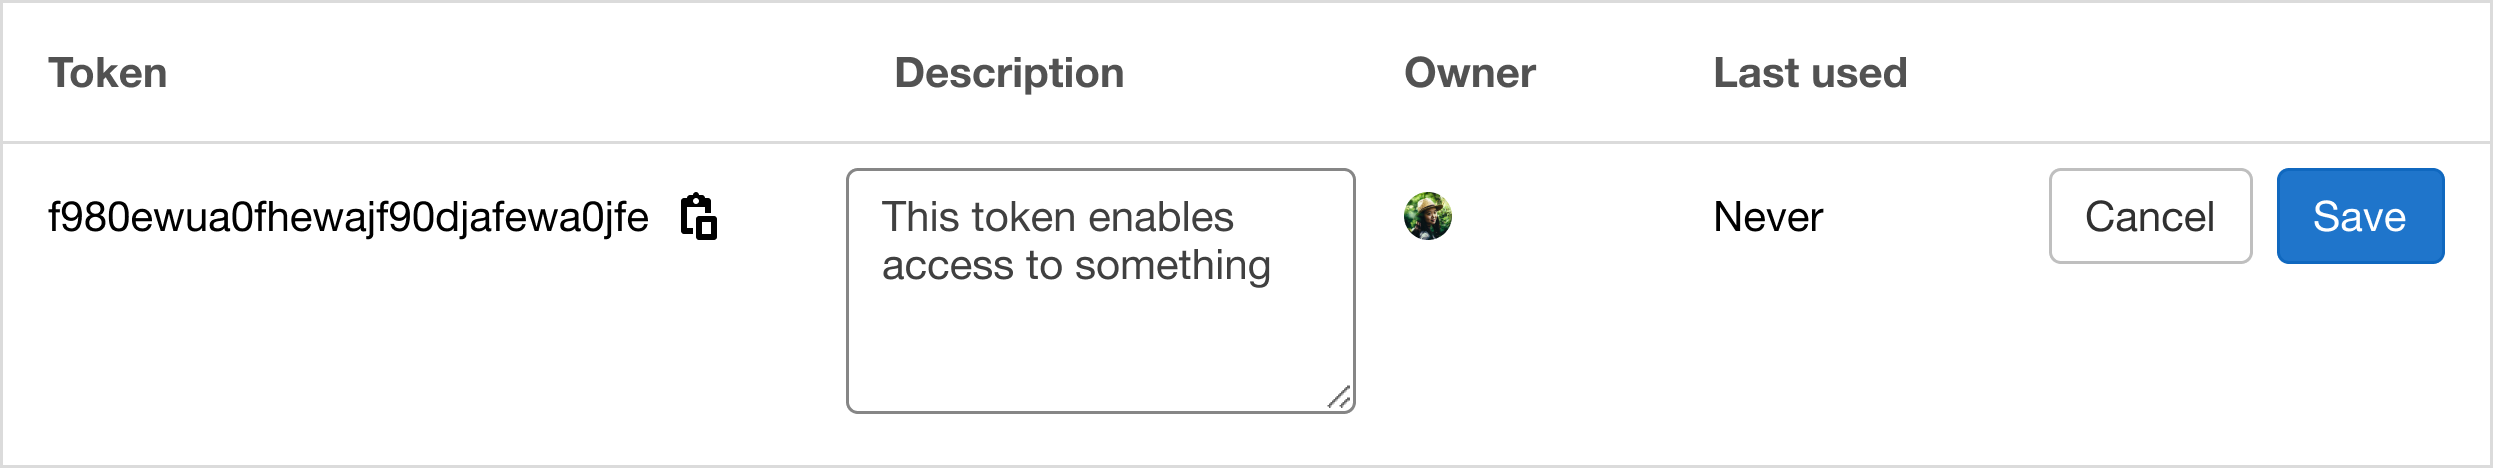 Token Description Owner Last used
f980ewua0fhewajf90djafewa0jfe This token enables Never Cancel Save
access to something